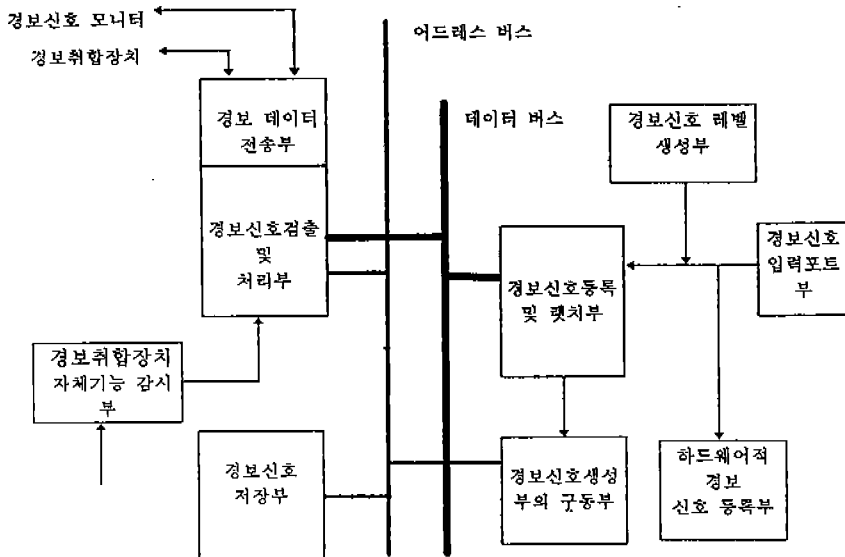 경보신호 모니터
경보취합장치
어드레스 버스
경보 데이터
전송부
데이터 버스
경보신호 레벨
생성부
경보신호검출
및
처리부
경보신호등록
및 랫치부
경보신호
입력포트
부
경보취합장치
자체기능 감시
부
경보신호
저장부
경보신호생성
부의 구동부
하드웨어적
경보
신호 등록부